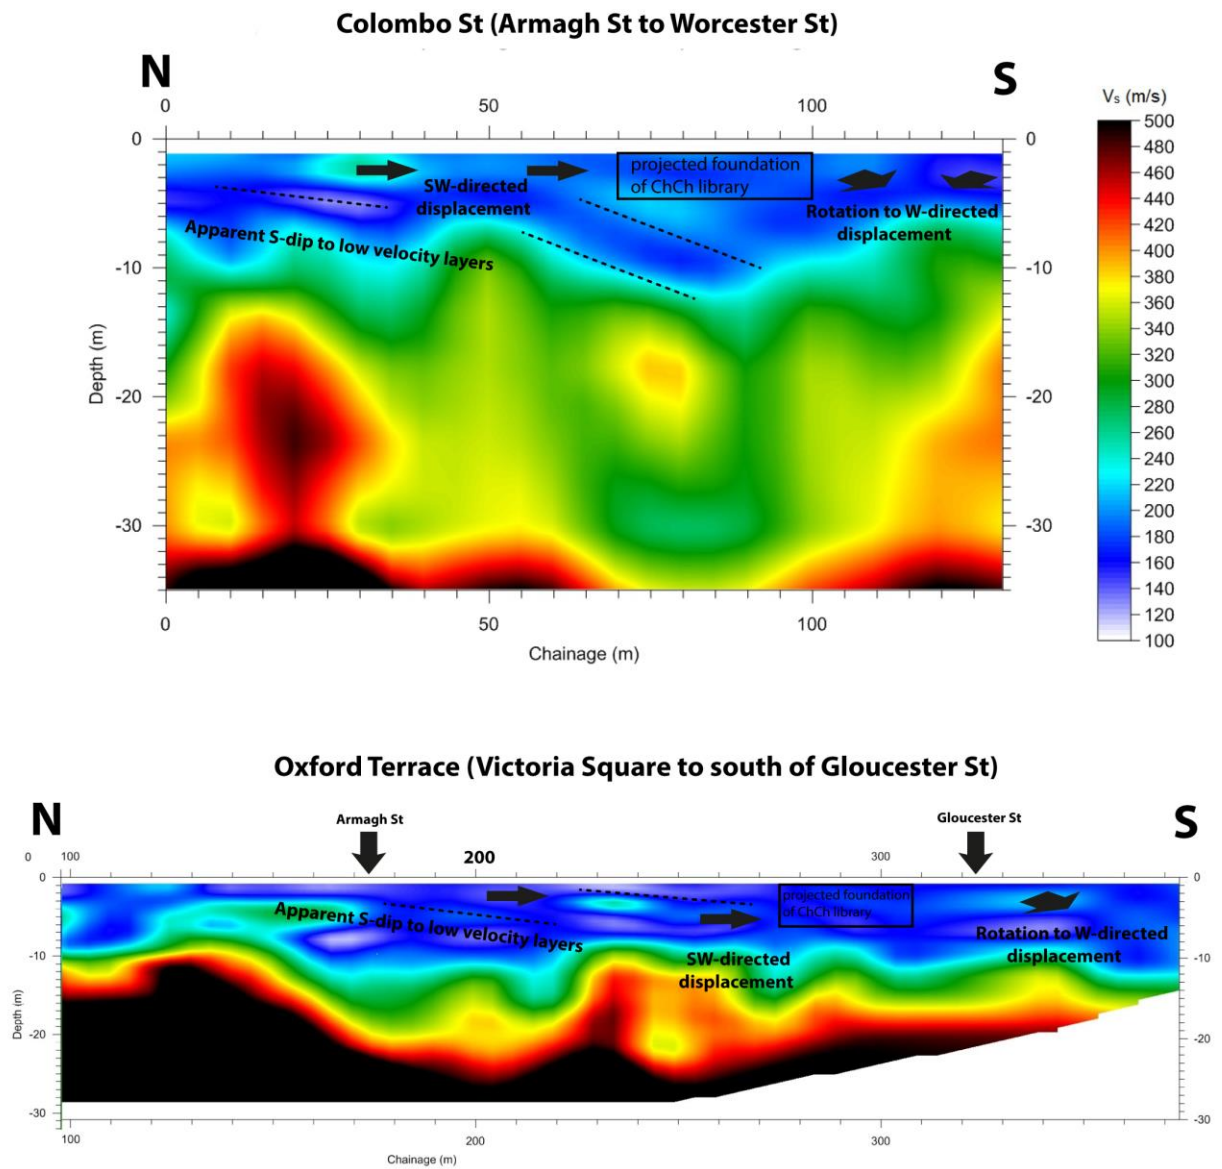 Colombo St (Armagh St to Worcester St)
N
S
0
50
100
Vs (m/s)
0
-10
-20
-30
Depth (m)
0
-10
-20
-30
projected foundation
of ChCh library
SW-directed
displacement
Rotation to W-directed
displacement
Apparent S-dip to low velocity layers
500
480
460
440
420
400
380
360
340
320
300
280
260
240
220
200
180
160
140
120
100
0
50
100
Chainage (m)
Oxford Terrace (Victoria Square to south of Gloucester St)
N
S
Armagh St
Gloucester St
0
100
200
300
0
-10
-20
-30
Depth (m)
0
-10
-20
-30
projected foundation
of ChCh library
Apparent S-dip to low velocity layers
SW-directed
displacement
Rotation to W-directed
displacement
100
200
300
Chainage (m)